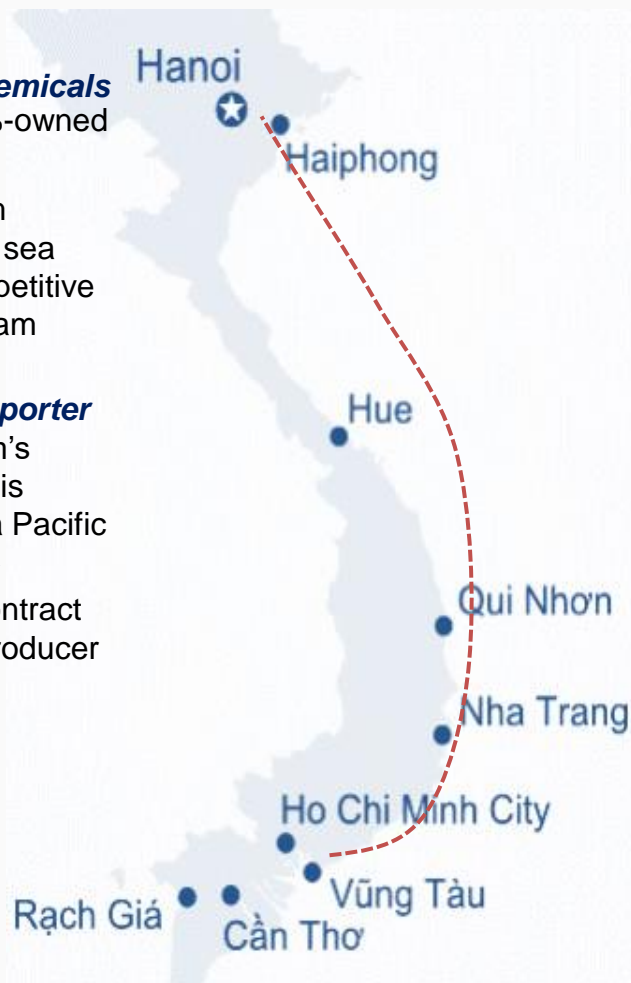 Hanoi
emicals
-owned
Haiphong
n
sea
petitive
am
porter
Hue
n's
is
a Pacific
ontract
Qui Nhơn
roducer
Nha Trang
Ho Chi Minh City
Vũng Tàu
Rạch Giá
Cần Thơ